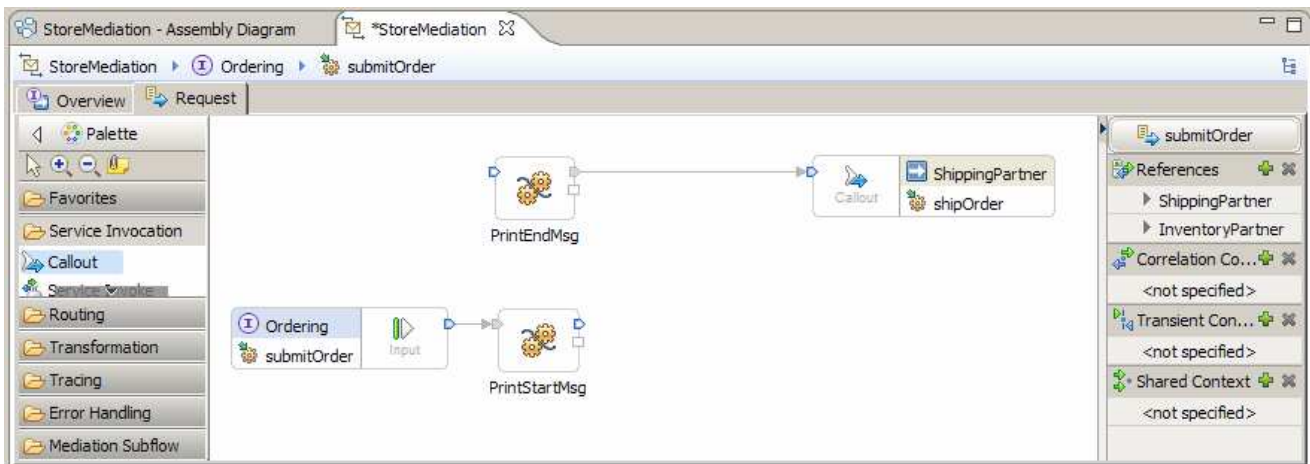 StoreMediation - Assembly Diagram
*StoreMediation
StoreMediation
Ordering
submitOrder
Overview
Request
Palette
Favorites
Service Invocation
Callout
Service Invoke
Routing
Transformation
Tracing
Error Handling
Mediation Subflow
PrintEndMsg
Callout
ShippingPartner
shipOrder
Ordering
submitOrder
Input
PrintStartMsg
submitOrder
References
ShippingPartner
InventoryPartner
Correlation Co...
<not specified>
Transient Con...
<not specified>
Shared Context
<not specified>